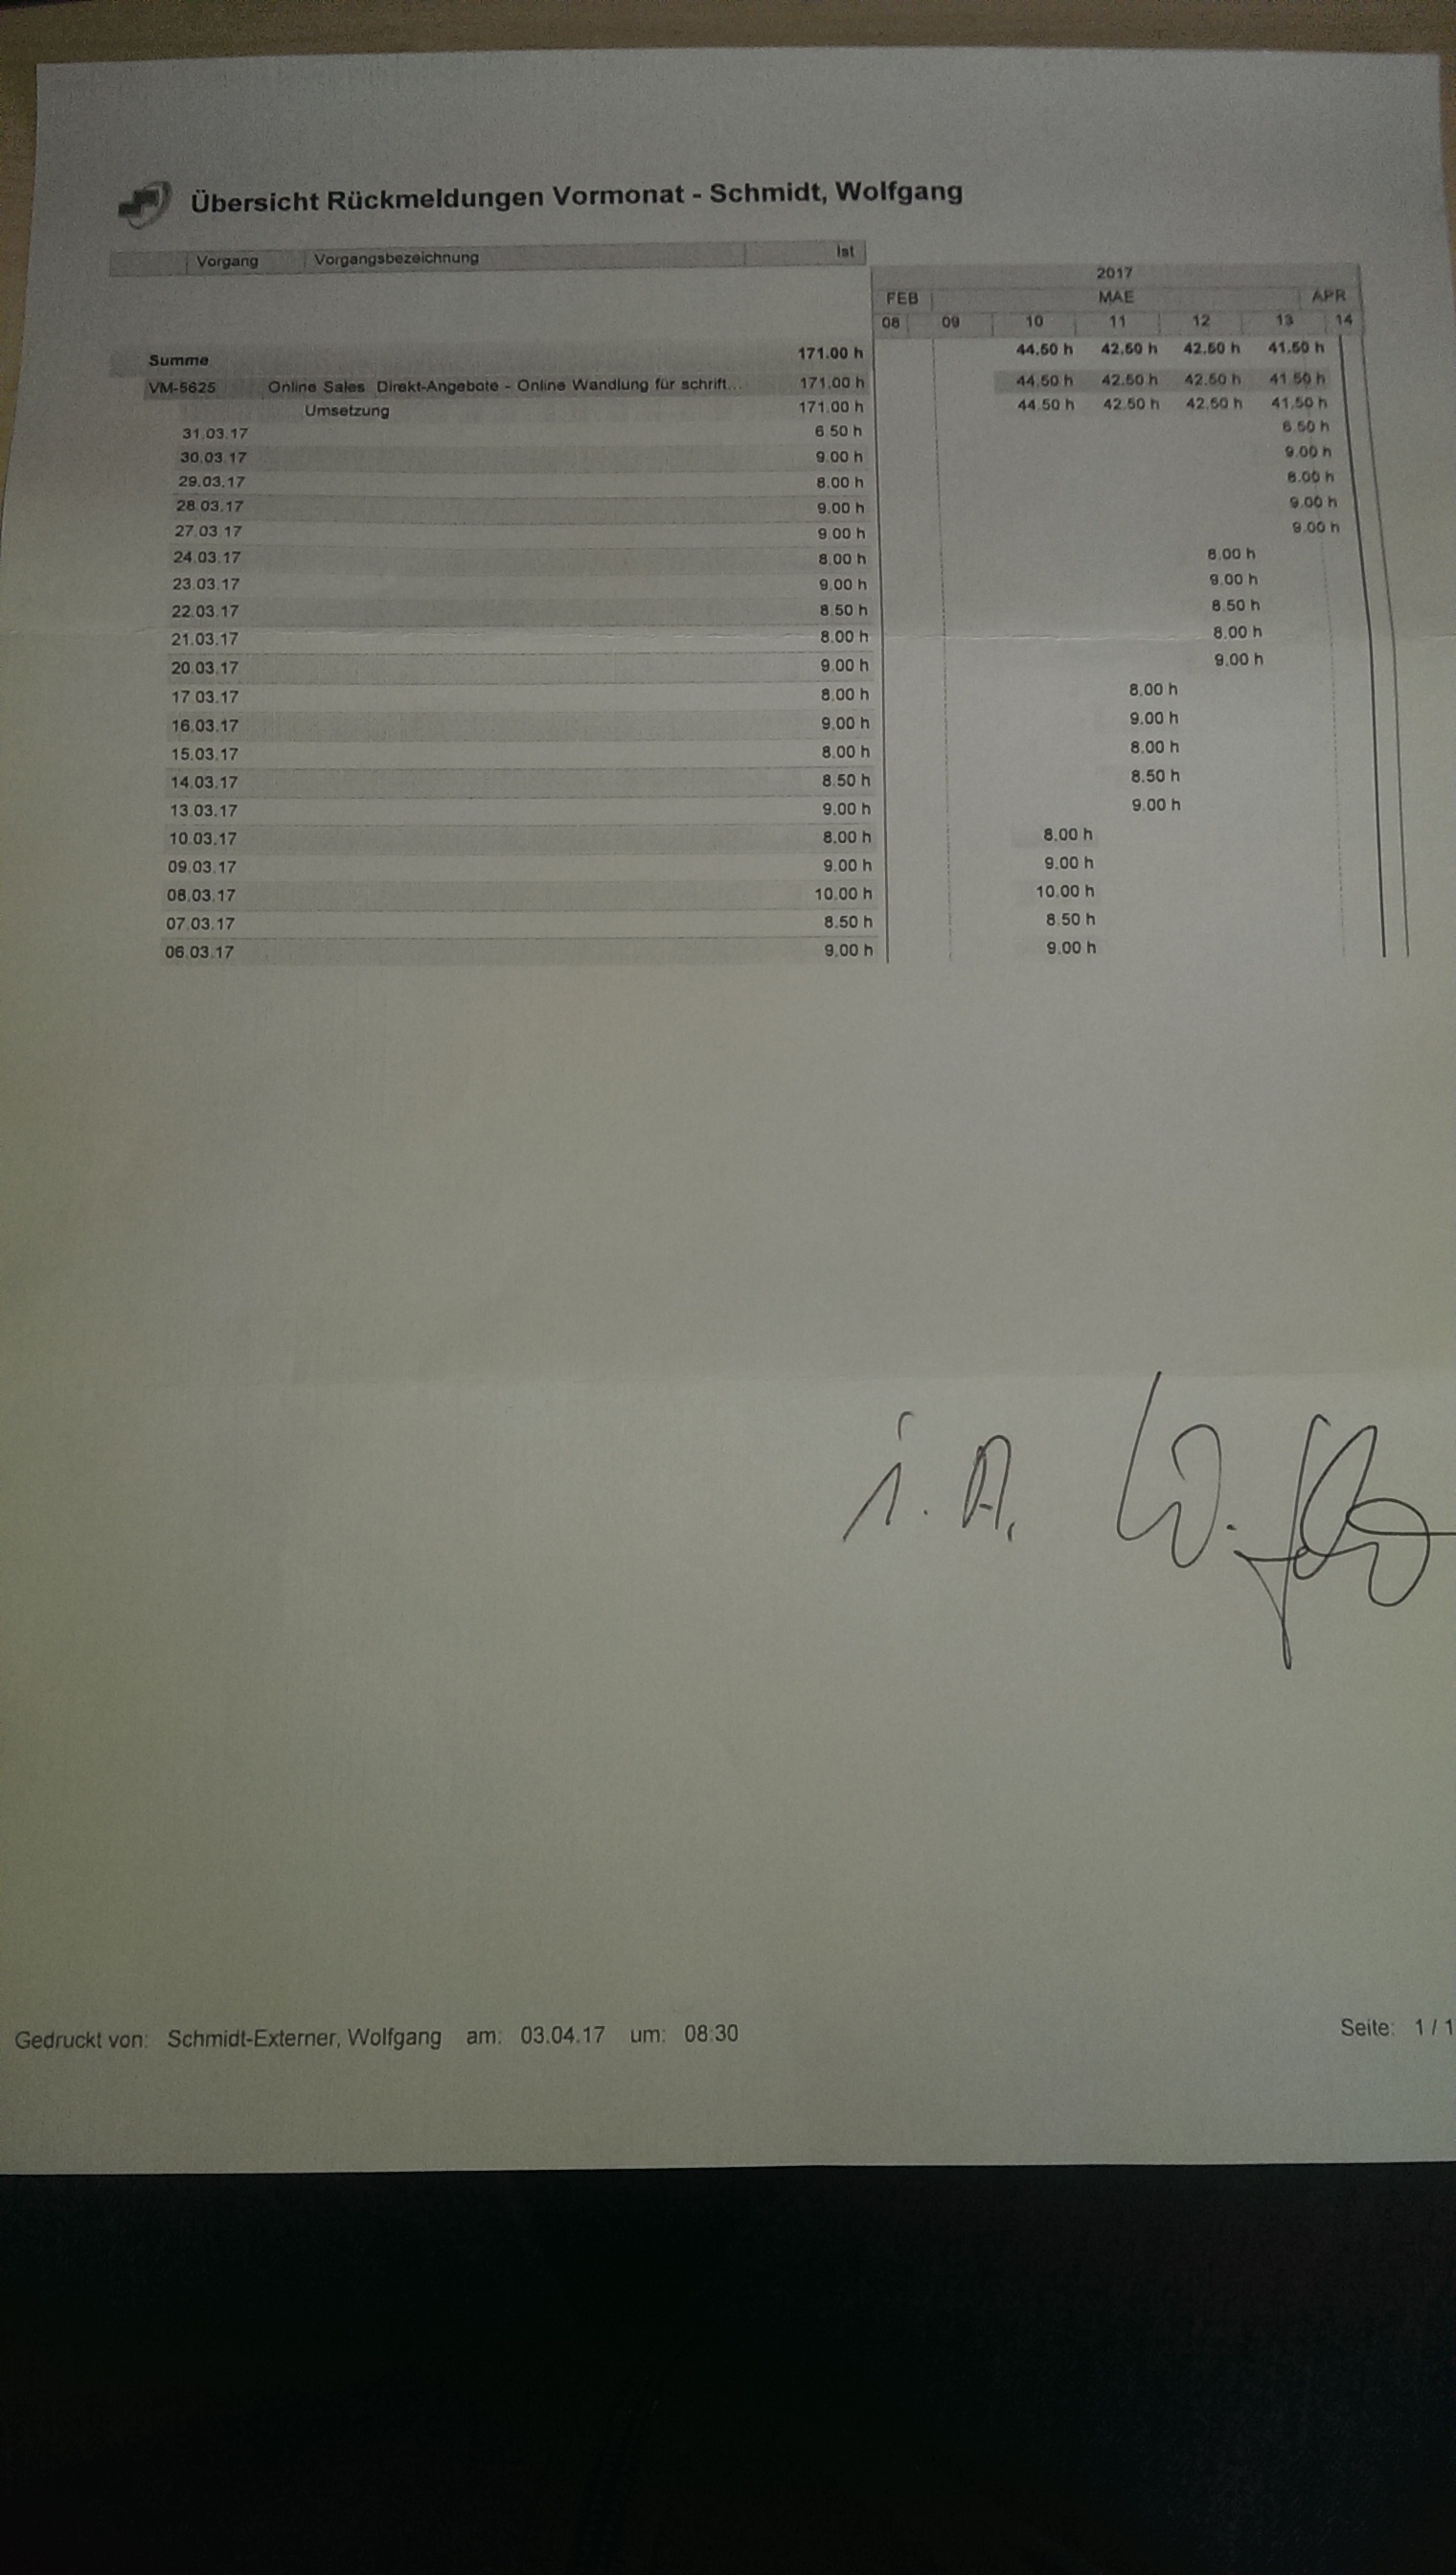 Übersicht Rückmeldungen Vormonat - Schmidt, Wolfgang
Vorgang Vorgangsbezeichnung Ist
2017
FEB MAE APR
08 09 10 11 12 13 14
Summe 171.00 h 44.50 h 42.50 h 42.50 h 41.50 h
VM-5625 Online Sales Direkt-Angebote - Online Wandlung für schrift... 171.00 h 44.50 h 42.50 h 42.50 h 41.50 h
Umsetzung 171.00 h 44.50 h 42.50 h 42.50 h 41.50 h
31.03.17 6.50 h 6.50 h
30.03.17 9.00 h 9.00 h
29.03.17 8.00 h 8.00 h
28.03.17 9.00 h 9.00 h
27.03.17 9.00 h 9.00 h
24.03.17 8.00 h 8.00 h
23.03.17 9.00 h 9.00 h
22.03.17 8.50 h 8.50 h
21.03.17 8.00 h 8.00 h
20.03.17 9.00 h 9.00 h
17.03.17 8.00 h 8.00 h
16.03.17 9.00 h 9.00 h
15.03.17 8.00 h 8.00 h
14.03.17 8.50 h 8.50 h
13.03.17 9.00 h 9.00 h
10.03.17 8.00 h 8.00 h
09.03.17 9.00 h 9.00 h
08.03.17 10.00 h 10.00 h
07.03.17 8.50 h 8.50 h
06.03.17 9.00 h 9.00 h
i. A. W.
Gedruckt von: Schmidt-Externer, Wolfgang am: 03.04.17 um: 08:30 Seite: 1 / 1